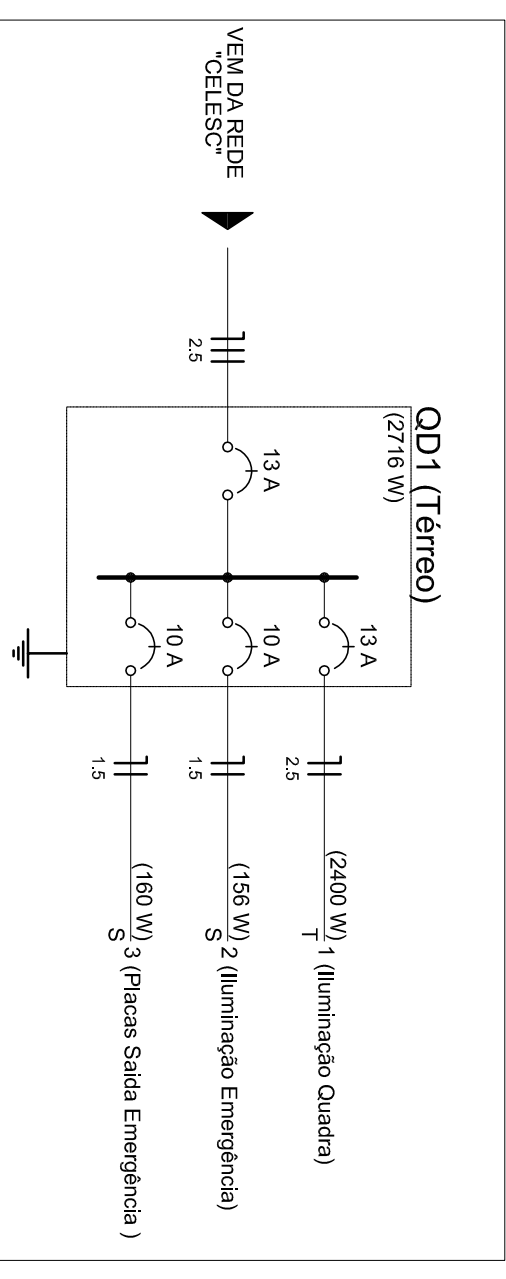 VEM DA REDE
"CELESC"
2.5
QD1 (Térreo)
(2716 W)
13 A
13 A
2.5
(2400 W)
1 (Iluminação Quadra)
T
10 A
1.5
(156 W)
2 (Iluminação Emergência)
S
10 A
1.5
(160 W)
3 (Placas Saida Emergência )
S